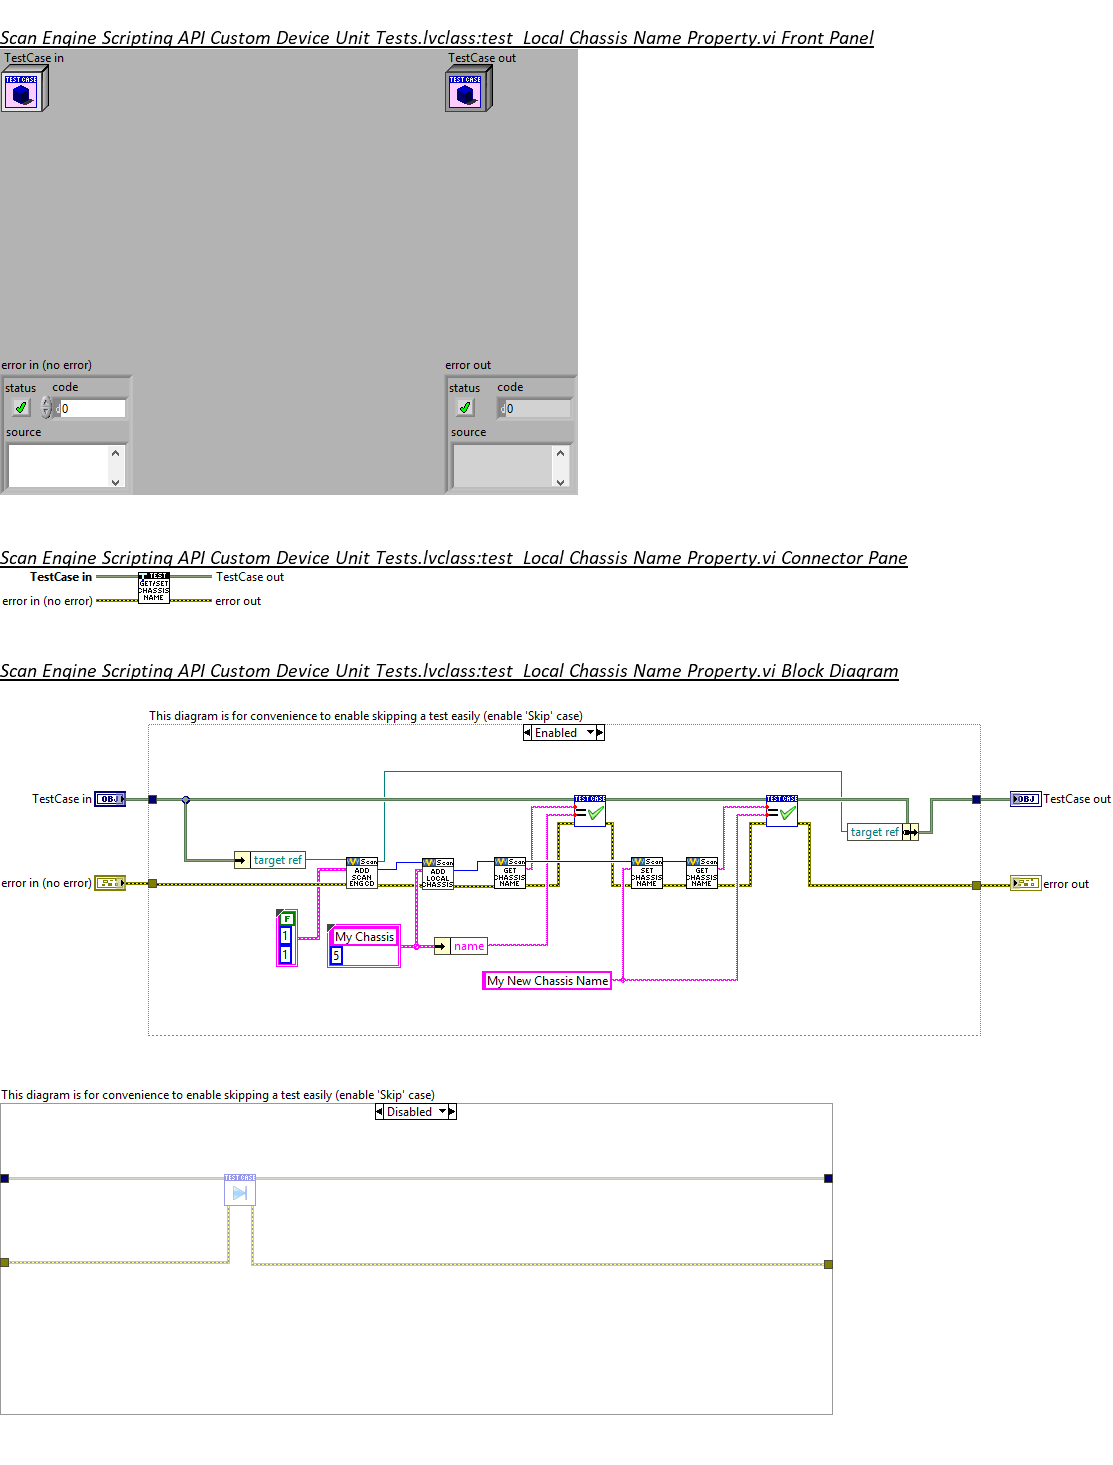 Scan Engine Scripting API Custom Device Unit Tests.lvclass:test Local Chassis Name Property.vi Front Panel
TestCase in
TestCase out
TEST CASE
TEST CASE
error in (no error)
error out
status code
status code
d 0
d 0
source
source
Scan Engine Scripting API Custom Device Unit Tests.lvclass:test Local Chassis Name Property.vi Connector Pane
TestCase in
TEST
GET/SET
CHASSIS
NAME
TestCase out
error in (no error)
error out
Scan Engine Scripting API Custom Device Unit Tests.lvclass:test Local Chassis Name Property.vi Block Diagram
This diagram is for convenience to enable skipping a test easily (enable 'Skip' case)
Enabled
TestCase in
OBJ
TEST CASE
TEST CASE
OBJ
TestCase out
target ref
target ref
Scan
ADD
SCAN
ENG CD
Scan
ADD
LOCAL
CHASSIS
Scan
GET
CHASSIS
NAME
Scan
SET
CHASSIS
NAME
Scan
GET
CHASSIS
NAME
error in (no error)
error out
F
1
1
My Chassis
5
name
My New Chassis Name
This diagram is for convenience to enable skipping a test easily (enable 'Skip' case)
Disabled
TEST CASE